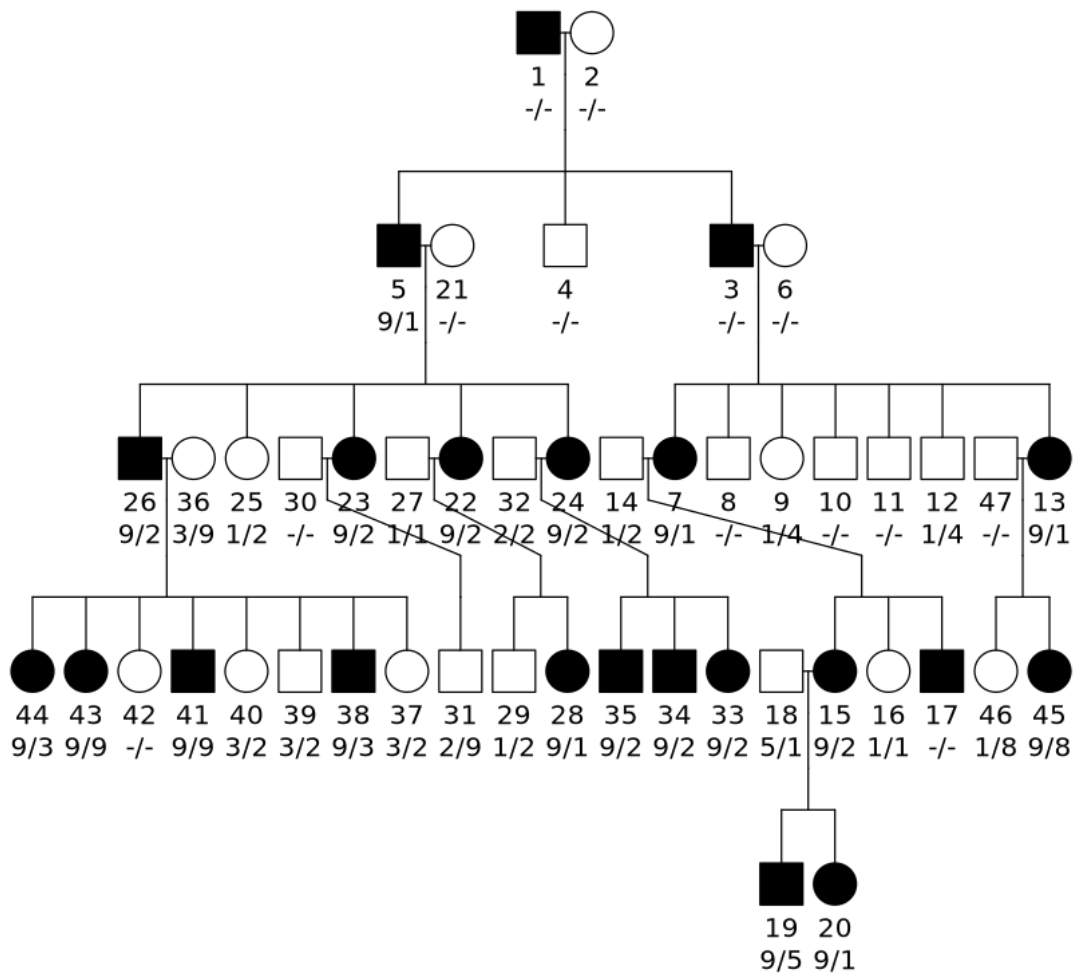 1 2
-/- -/-
5 21 4 3 6
9/1 -/- -/- -/- -/-
26 36 25 30 23 27 22 32 24 14 7 8 9 10 11 12 47 13
9/2 3/9 1/2 -/- 9/2 1/1 9/2 2/2 9/2 1/2 9/1 -/- 1/4 -/- -/- 1/4 -/- 9/1
44 43 42 41 40 39 38 37 31 29 28 35 34 33 18 15 16 17 46 45
9/3 9/9 -/- 9/9 3/2 3/2 9/3 3/2 2/9 1/2 9/1 9/2 9/2 9/2 5/1 9/2 1/1 -/- 1/8 9/8
19 20
9/5 9/1